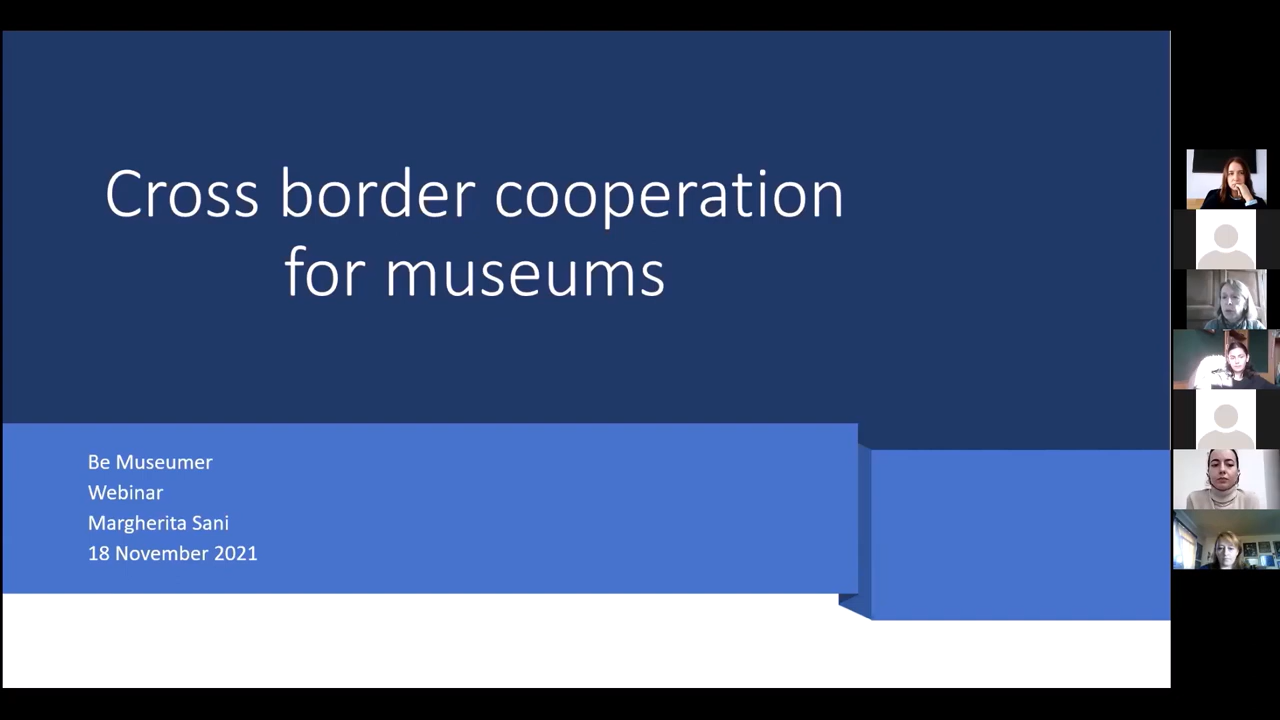 Cross border cooperation
for museums
Be Museumer
Webinar
Margherita Sani
18 November 2021